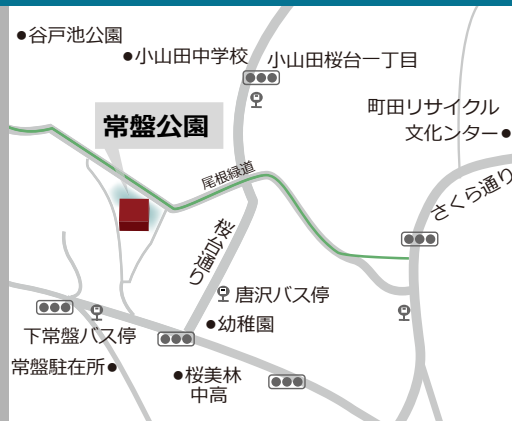 ●谷戸池公園
●小山田中学校
小山田桜台一丁目
町田リサイクル
文化ンター●
常盤公園
尾根緑道
さくら通り
桜台通り
唐沢バス停
●幼稚園
下常盤バス停
常盤駐在所●
●桜美林
中高